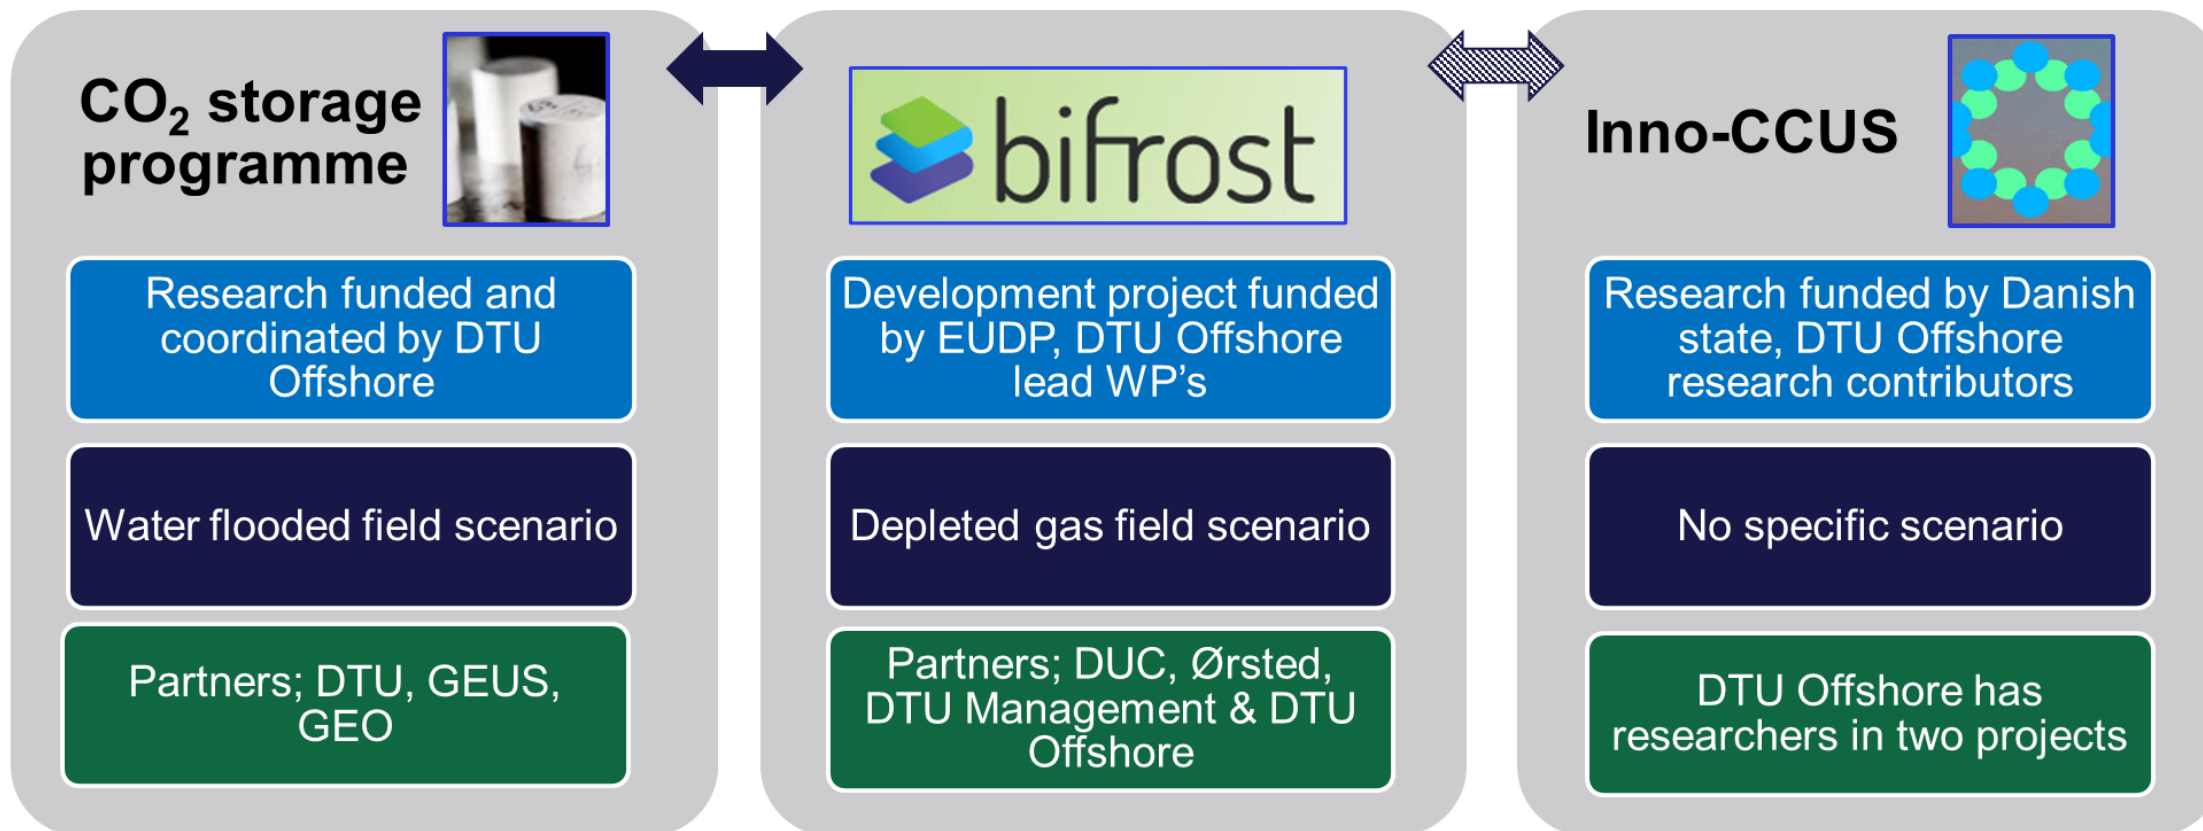 CO₂ storage
programme
Research funded and
coordinated by DTU
Offshore
Water flooded field scenario
Partners; DTU, GEUS,
GEO
bifrost
Development project funded
by EUDP, DTU Offshore
lead WP’s
Depleted gas field scenario
Partners; DUC, Ørsted,
DTU Management & DTU
Offshore
Inno-CCUS
Research funded by Danish
state, DTU Offshore
research contributors
No specific scenario
DTU Offshore has
researchers in two projects